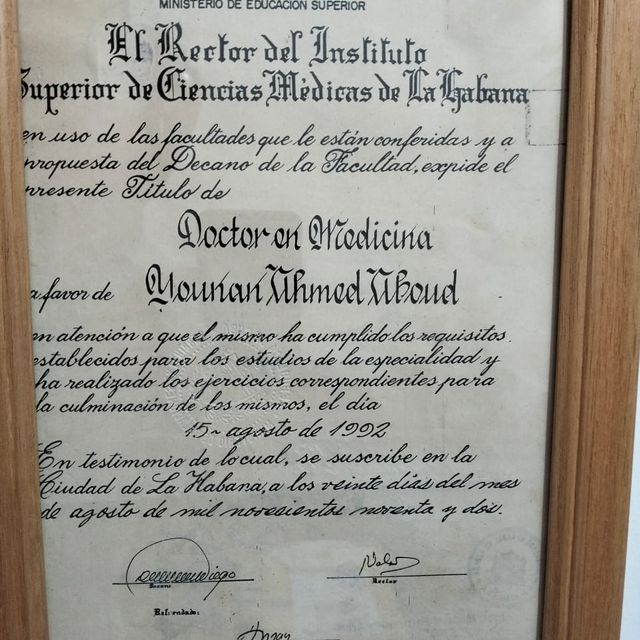 MINISTERIO DE EDUCACION SUPERIOR
El Rector del Instituto
Superior de Ciencias Médicas de La Habana
en uso de las facultades que le están conferidas y a
propuesta del Decano de la Facultad, expide el
presente Título de
Doctor en Medicina
a favor de Younan Ahmed Aboud
en atención a que el mismo ha cumplido los requisitos
establecidos para los estudios de la especialidad y
ha realizado los ejercicios correspondientes para
la culminación de los mismos, el día
15 - agosto de 1992
En testimonio de lo cual, se suscribe en la
Ciudad de La Habana, a los veinte días del mes
de agosto de mil novecientos noventa y dos.
Decano
Rector
Refrendado: